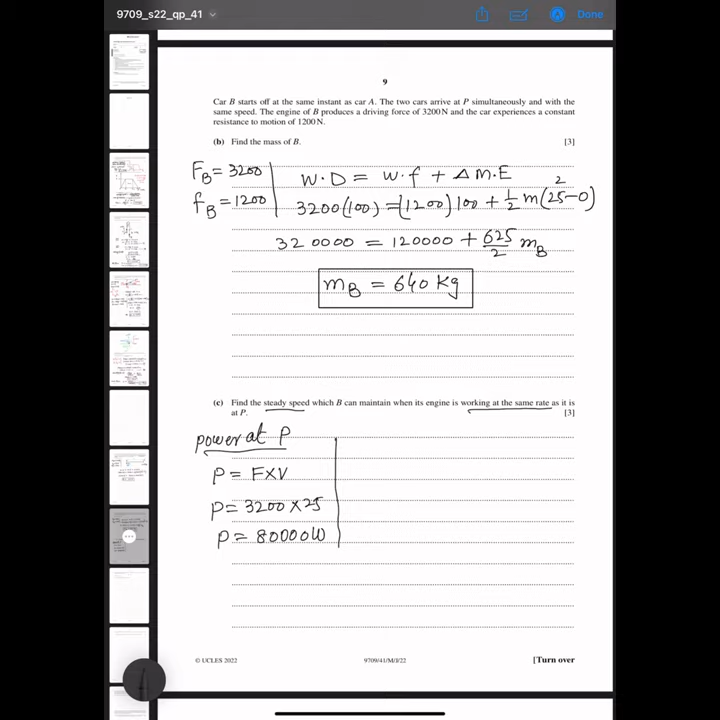 9709_s22_qp_41
Done
9
Car B starts off at the same instant as car A. The two cars arrive at P simultaneously and with the
same speed. The engine of B produces a driving force of 3200 N and the car experiences a constant
resistance to motion of 1200 N.
(b) Find the mass of B. [3]
F_B = 3200
f_B = 1200
W.D = W.f + Δ M.E
3200(100) = (1200)100 + 1/2 m(25² – 0)
320000 = 120000 + 625/2 m_B
m_B = 640 kg
(c) Find the steady speed which B can maintain when its engine is working at the same rate as it is
at P. [3]
power at P
P = F×V
P = 3200 × 25
P = 80000W
© UCLES 2022
9709/41/M/J/22
[Turn over